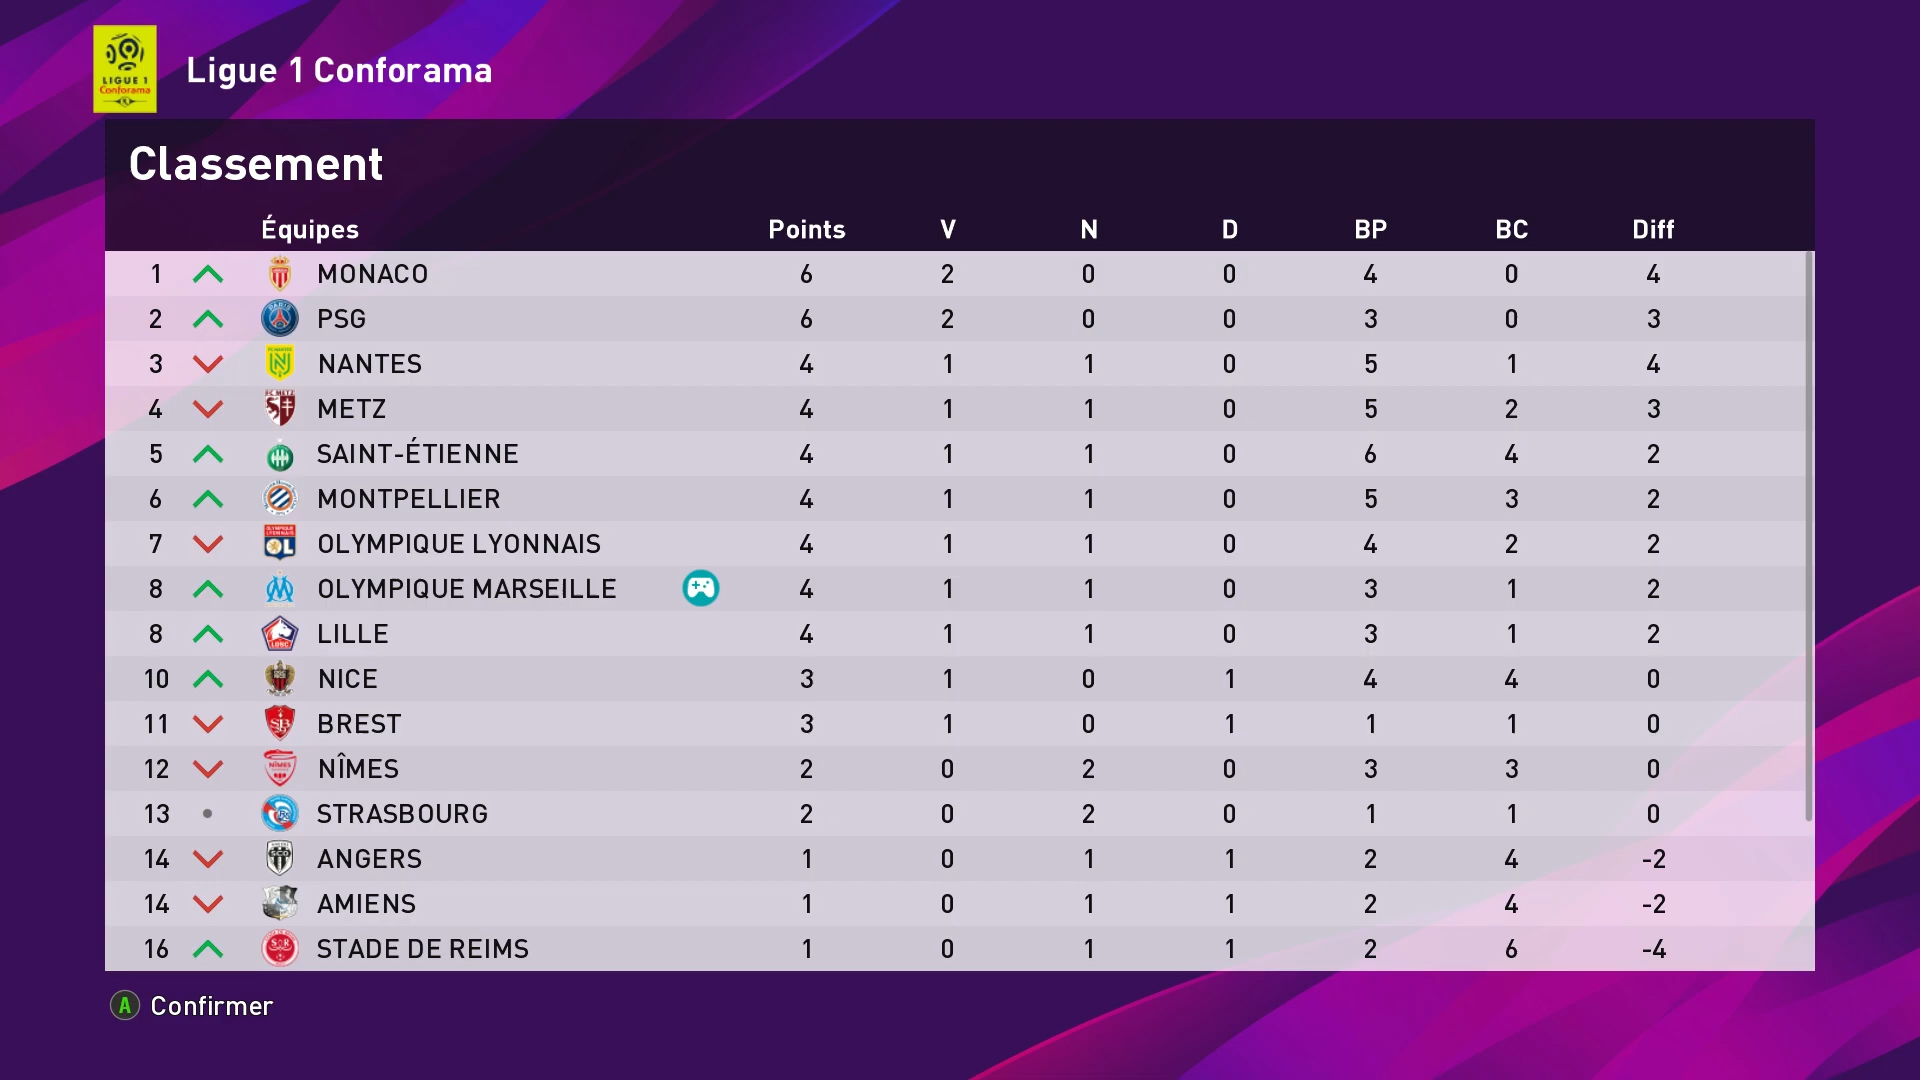 LIGUE 1
Conforama
Ligue 1 Conforama
Classement
Équipes Points V N D BP BC Diff
1 MONACO 6 2 0 0 4 0 4
2 PSG 6 2 0 0 3 0 3
3 NANTES 4 1 1 0 5 1 4
4 METZ 4 1 1 0 5 2 3
5 SAINT-ÉTIENNE 4 1 1 0 6 4 2
6 MONTPELLIER 4 1 1 0 5 3 2
7 OLYMPIQUE LYONNAIS 4 1 1 0 4 2 2
8 OLYMPIQUE MARSEILLE 4 1 1 0 3 1 2
8 LILLE 4 1 1 0 3 1 2
10 NICE 3 1 0 1 4 4 0
11 BREST 3 1 0 1 1 1 0
12 NÎMES 2 0 2 0 3 3 0
13 STRASBOURG 2 0 2 0 1 1 0
14 ANGERS 1 0 1 1 2 4 -2
14 AMIENS 1 0 1 1 2 4 -2
16 STADE DE REIMS 1 0 1 1 2 6 -4
A Confirmer